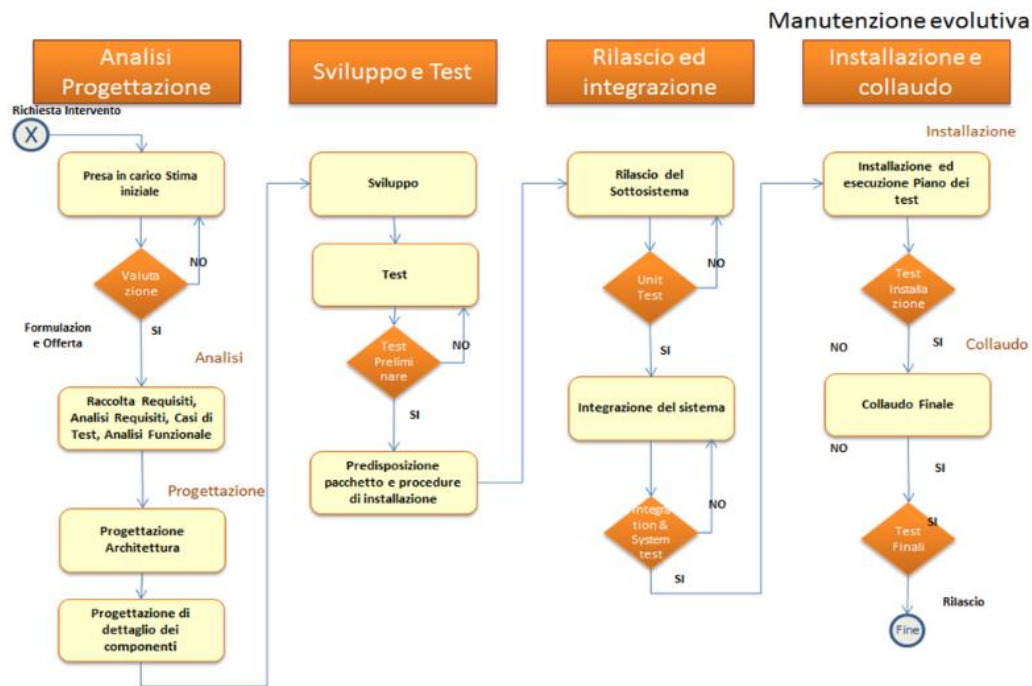 Manutenzione evolutiva
Analisi
Progettazione
Richiesta Intervento
X
Presa in carico Stima
iniziale
NO
Valuta
zione
SI
Formulazion
e Offerta
Analisi
Raccolta Requisiti,
Analisi Requisiti, Casi di
Test, Analisi Funzionale
Progettazione
Progettazione
Architettura
Progettazione di
dettaglio dei
componenti
Sviluppo e Test
Sviluppo
Test
Test
Prelimi
nare
NO
SI
Predisposizione
pacchetto e procedure
di installazione
Rilascio ed
integrazione
Rilascio del
Sottosistema
Unit
Test
NO
SI
Integrazione del sistema
Integra
tion &
System
test
NO
SI
Installazione e
collaudo
Installazione
Installazione ed
esecuzione Piano dei
test
Test
Installa
zione
NO
SI
Collaudo
Collaudo Finale
NO
SI
SI
Test
Finali
Rilascio
Fine